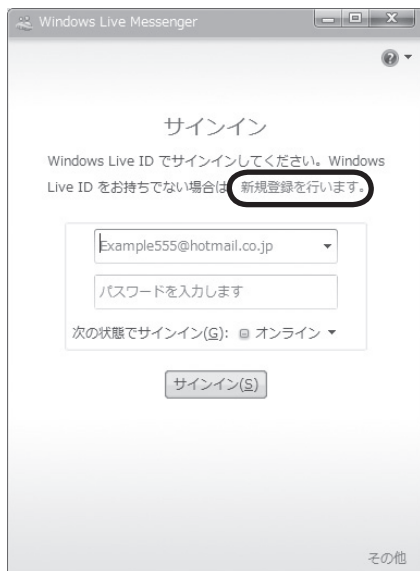 Windows Live Messenger
サインイン
Windows Live ID でサインインしてください。Windows
Live ID をお持ちでない場合は 新規登録を行います。
Example555@hotmail.co.jp
パスワードを入力します
次の状態でサインイン(G): オンライン
サインイン(S)
その他